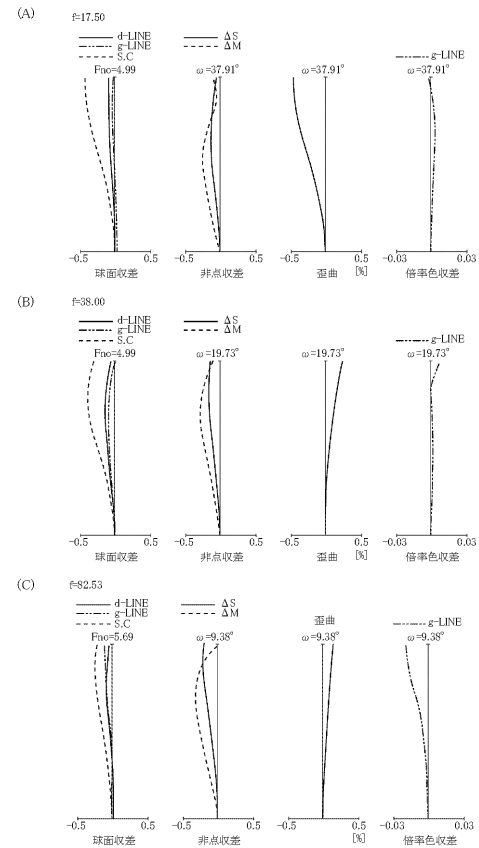 (A)
f=17.50
d-LINE
g-LINE
S.C
Fno=4.99
ΔS
ΔM
ω=37.91°
ω=37.91°
g-LINE
ω=37.91°
-0.5 0.5
球面収差
-0.5 0.5
非点収差
-0.5 0.5
歪曲 [%]
-0.03 0.03
倍率色収差
(B)
f=38.00
d-LINE
g-LINE
S.C
Fno=4.99
ΔS
ΔM
ω=19.73°
ω=19.73°
g-LINE
ω=19.73°
-0.5 0.5
球面収差
-0.5 0.5
非点収差
-0.5 0.5
歪曲 [%]
-0.03 0.03
倍率色収差
(C)
f=82.53
d-LINE
g-LINE
S.C
Fno=5.69
ΔS
ΔM
ω=9.38°
歪曲
ω=9.38°
g-LINE
ω=9.38°
-0.5 0.5
球面収差
-0.5 0.5
非点収差
-0.5 0.5
[%]
-0.03 0.03
倍率色収差